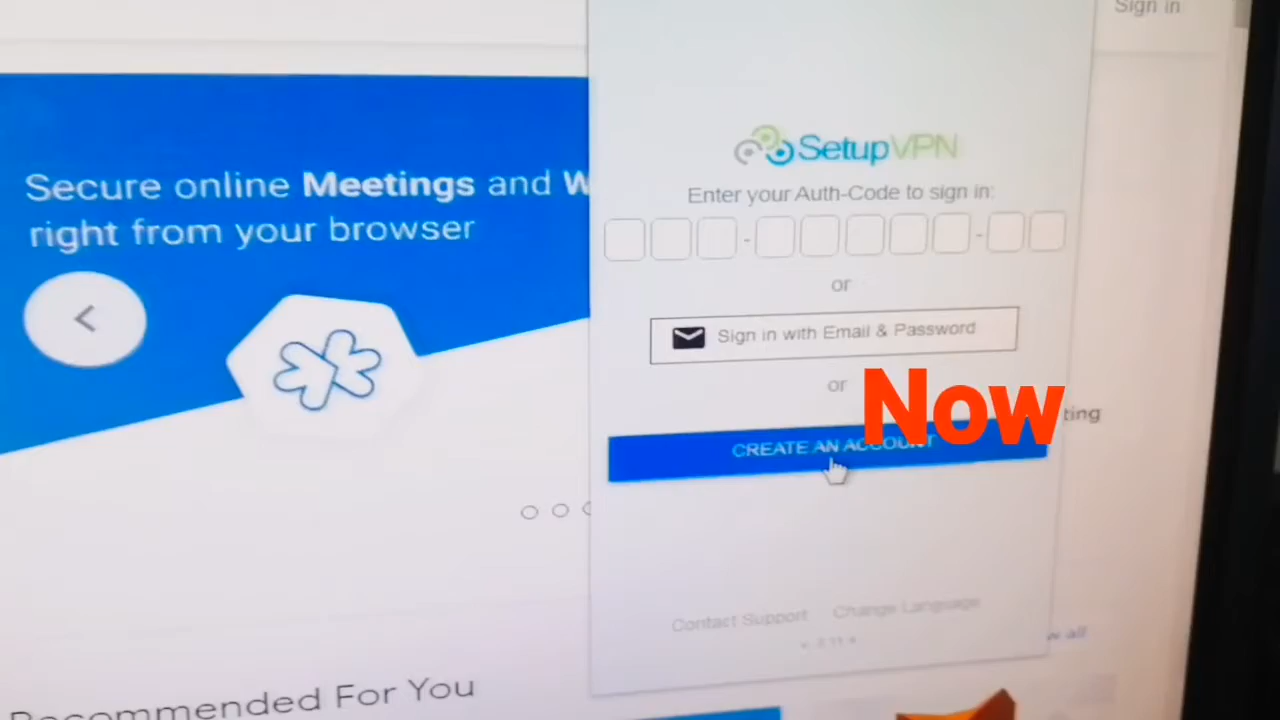 Sign in
SetupVPN
Secure online Meetings and W
right from your browser
Enter your Auth-Code to sign in:
or
Sign in with Email & Password
or
Now
ting
CREATE AN ACCOUNT
Contact Support Change Language
all
Recommended For You